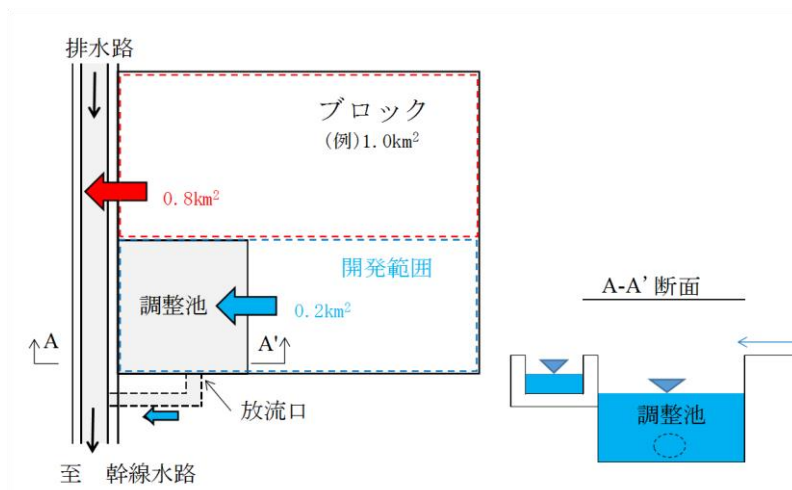 排水路
ブロック
(例)1.0km²
0.8km²
開発範囲
調整池
0.2km²
A
A'
放流口
至 幹線水路
A-A’断面
調整池